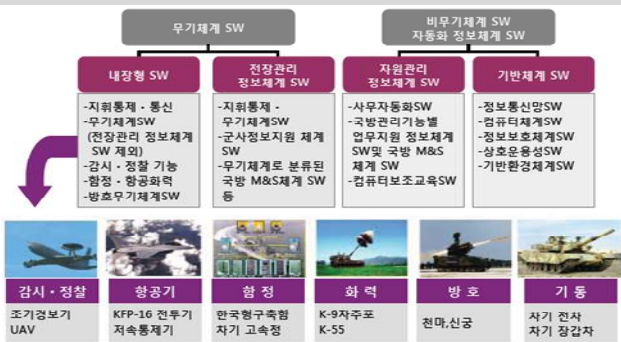 무기체계 SW
비무기체계 SW
자동화 정보체계 SW
내장형 SW
전장관리
정보체계 SW
자원관리
정보체계 SW
기반체계 SW
-지휘통제・통신
-무기체계SW
(전장관리 정보체계
SW 제외)
-감시・정찰 기능
-함정・항공화력
-방호무기체계SW
-지휘통제・
무기체계SW
-군사정보지원 체계
SW
-무기체계로 분류된
국방 M&S체계 SW
등
-사무자동화SW
-국방관리기능별
업무지원 정보체계
SW및 국방 M&S
체계 SW
-컴퓨터보조교육SW
-정보통신망SW
-컴퓨터체계SW
-정보보호체계SW
-상호운용성SW
-기반환경체계SW
감시・정찰
항공기
함 정
화 력
방 호
기 동
조기경보기
UAV
KFP-16 전투기
저속통제기
한국형구축함
차기 고속정
K-9자주포
K-55
천마,신궁
차기 전차
차기 장갑차